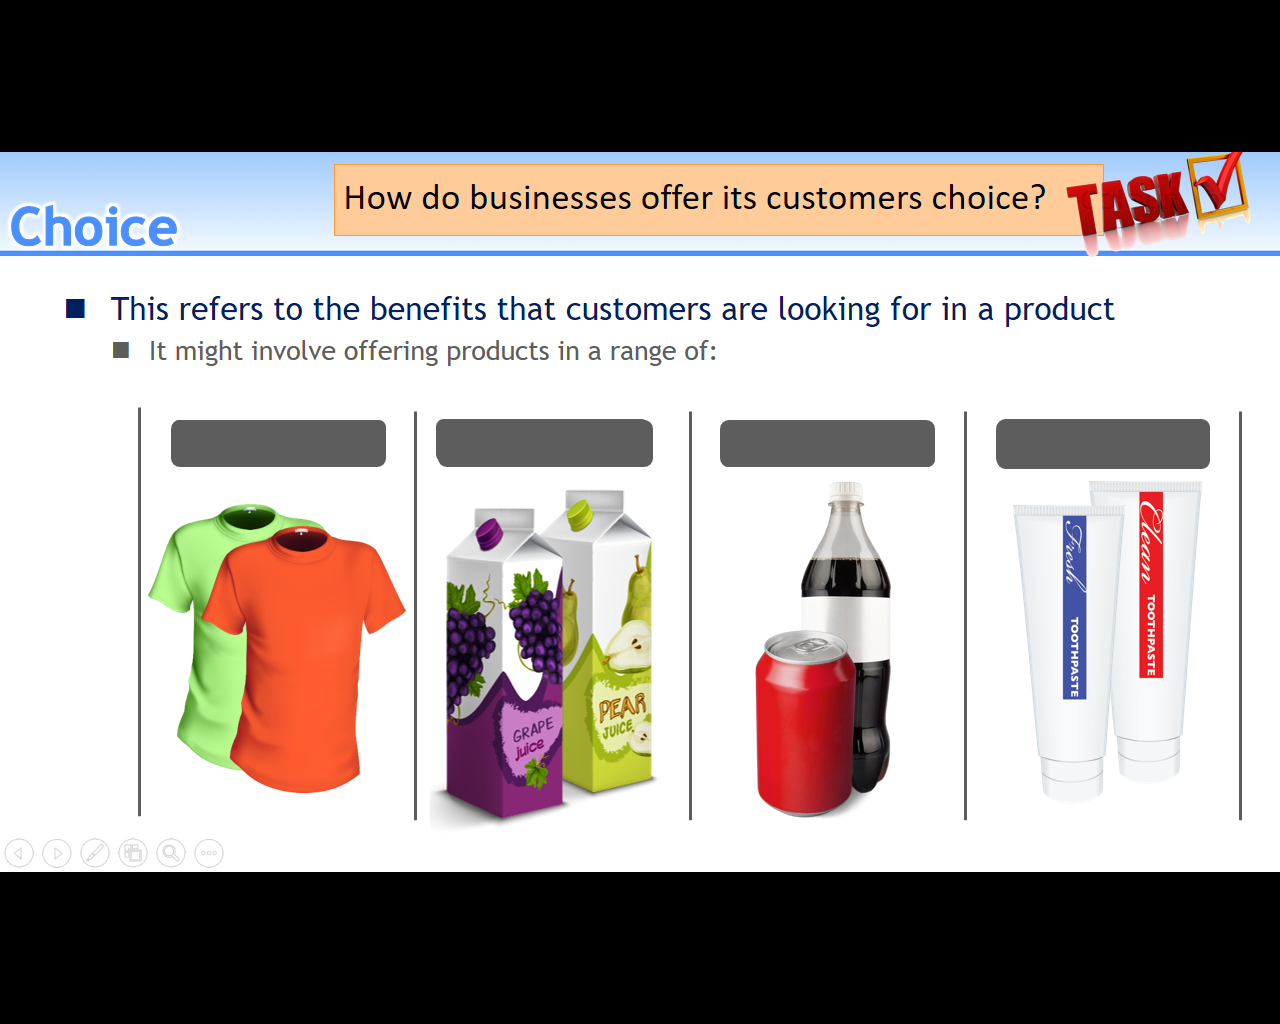 How do businesses offer its customers choice?
TASK
Choice
This refers to the benefits that customers are looking for in a product
It might involve offering products in a range of:
GRAPE
juice
PEAR
JUICE
Fresh TOOTHPASTE
Clean TOOTHPASTE